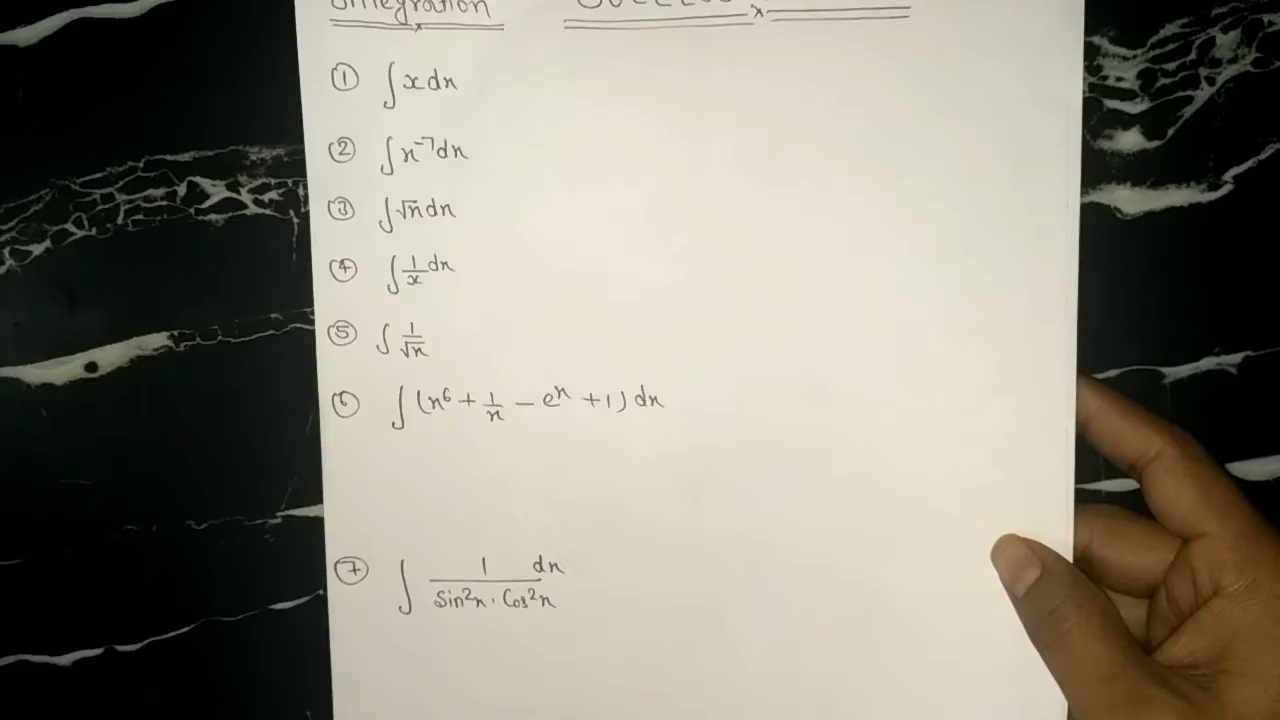 Integration
① ∫ x dx
② ∫ x⁻⁷ dx
③ ∫ √x dx
④ ∫ 1/x dx
⑤ ∫ 1/√x
⑥ ∫ (x⁶ + 1/x − eˣ + 1) dx
⑦ ∫ 1/(Sin²x · Cos²x) dx